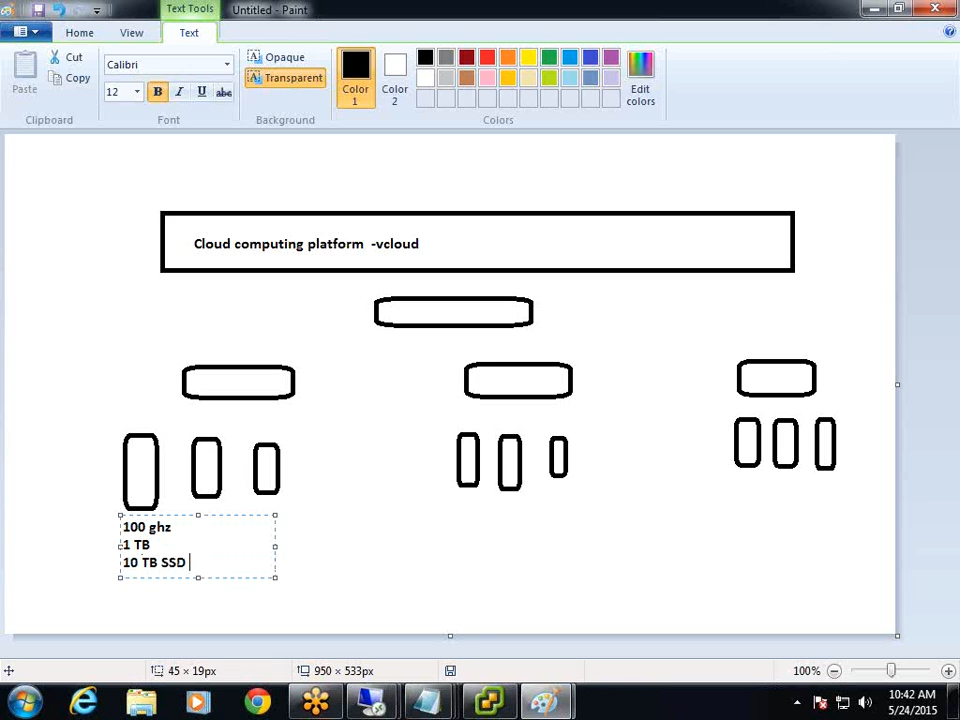 Text Tools
Untitled - Paint
Home
View
Text
Paste
Cut
Copy
Clipboard
Calibri
12
B
I
U
abc
Font
A Opaque
A Transparent
Background
Color
1
Color
2
Edit
colors
Colors
Cloud computing platform -vcloud
100 ghz
1 TB
10 TB SSD
45 × 19px
950 × 533px
100%
10:42 AM
5/24/2015